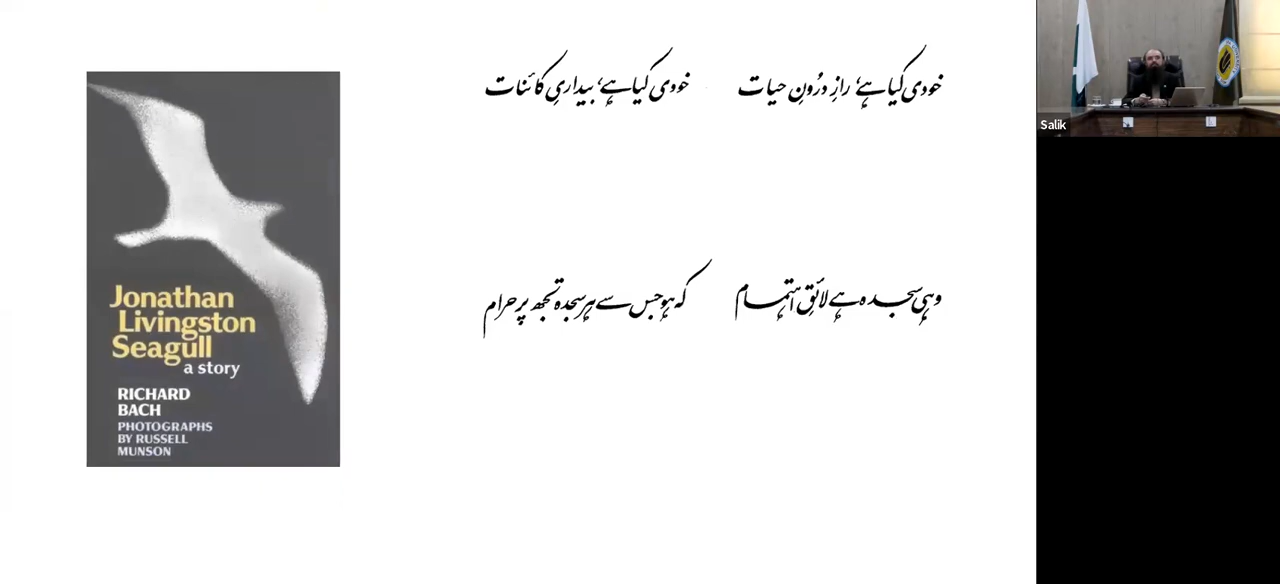 خودی کیا ہے، رازِ دُرونِ حیات
خودی کیا ہے، بیداریِ کائنات
وہی سجدہ ہے لائقِ اہتمام
کہ ہو جس سے ہر سجدہ تجھ پر حرام
Jonathan
Livingston
Seagull
a story
RICHARD
BACH
PHOTOGRAPHS
BY RUSSELL
MUNSON
Salik